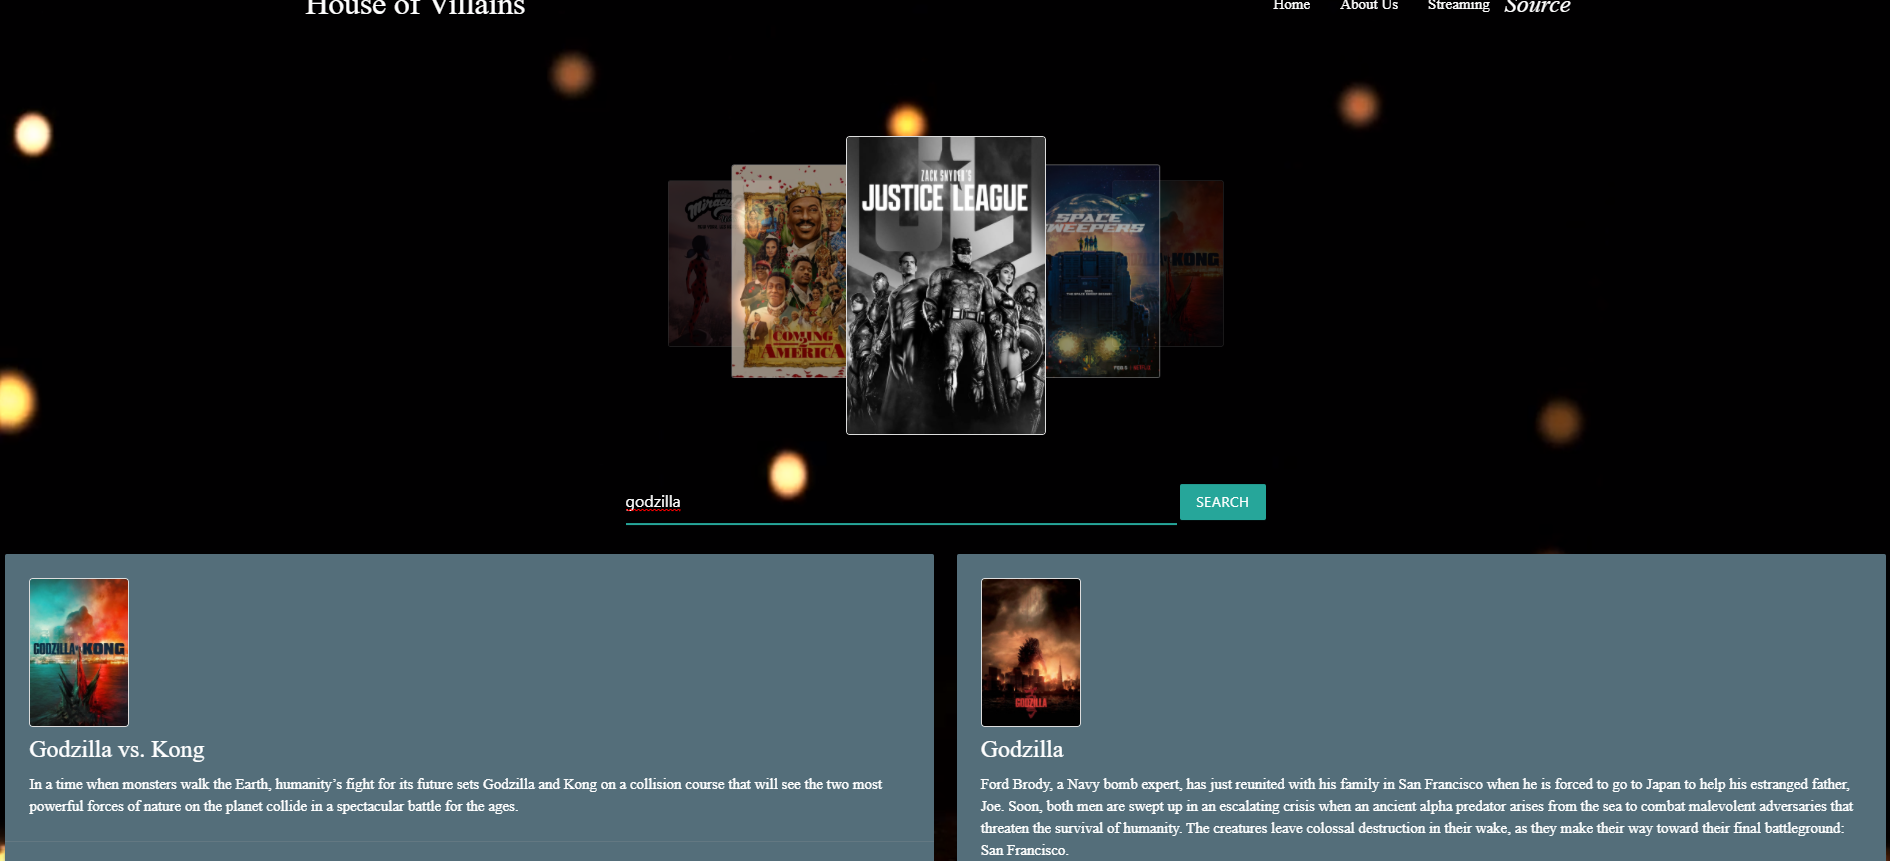 House of Villains
Home About Us Streaming Source
Miraculous
ZACK SNYDER'S
JUSTICE LEAGUE
SPACE
SWEEPERS
KONG
COMING
2
AMERICA
godzilla
SEARCH
GODZILLA KONG
GODZILLA
Godzilla vs. Kong
In a time when monsters walk the Earth, humanity’s fight for its future sets Godzilla and Kong on a collision course that will see the two most
powerful forces of nature on the planet collide in a spectacular battle for the ages.
Godzilla
Ford Brody, a Navy bomb expert, has just reunited with his family in San Francisco when he is forced to go to Japan to help his estranged father,
Joe. Soon, both men are swept up in an escalating crisis when an ancient alpha predator arises from the sea to combat malevolent adversaries that
threaten the survival of humanity. The creatures leave colossal destruction in their wake, as they make their way toward their final battleground:
San Francisco.